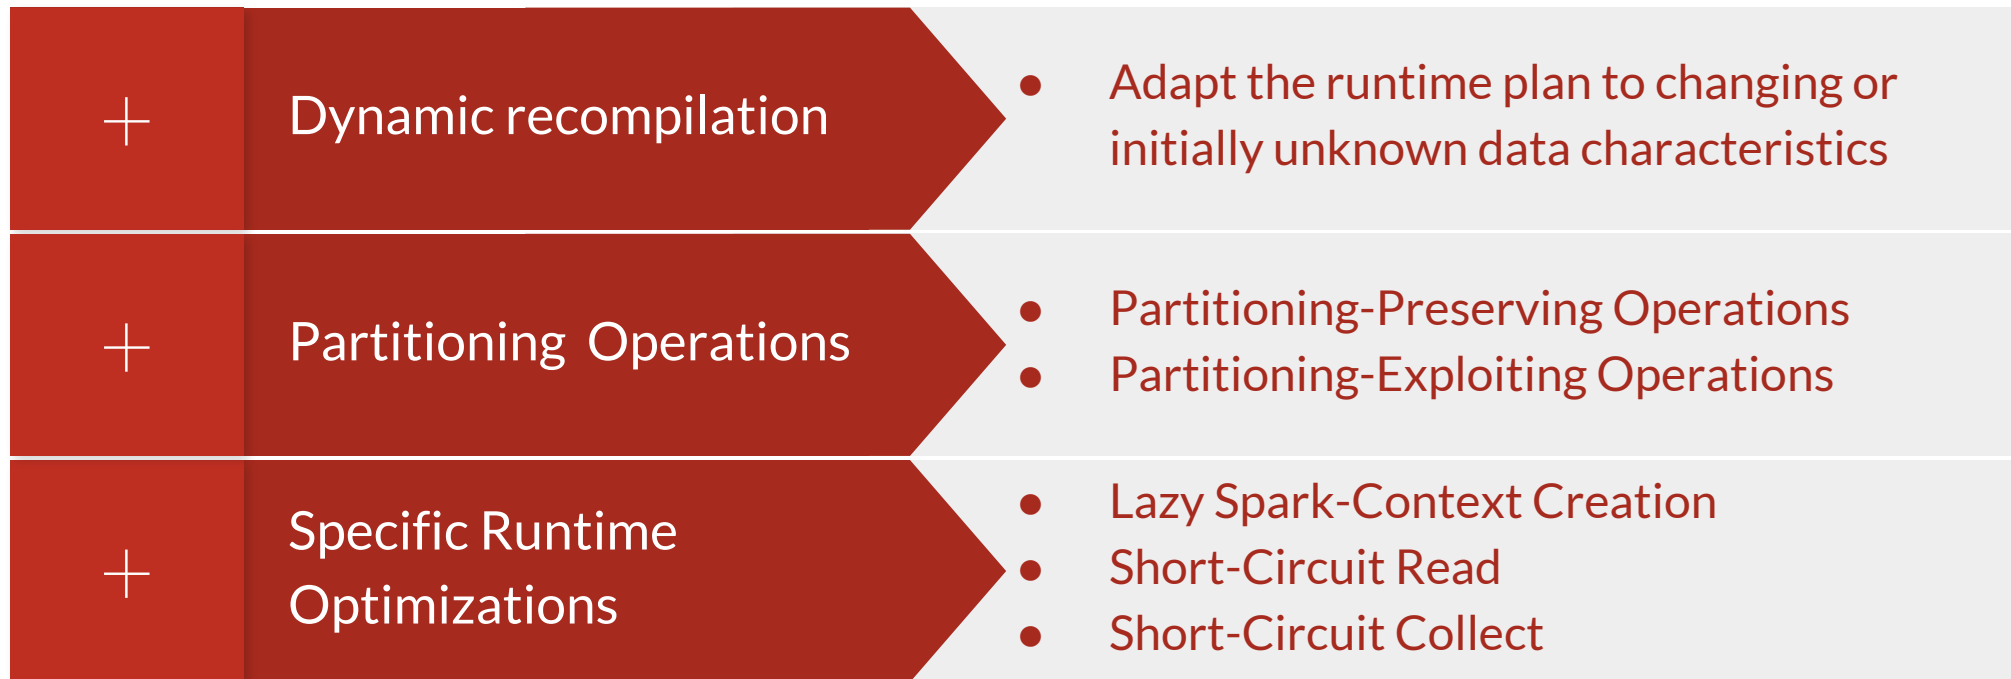 Dynamic recompilation
● Adapt the runtime plan to changing or
initially unknown data characteristics
Partitioning  Operations
● Partitioning-Preserving Operations
● Partitioning-Exploiting Operations
Specific Runtime
Optimizations
● Lazy Spark-Context Creation
● Short-Circuit Read
● Short-Circuit Collect